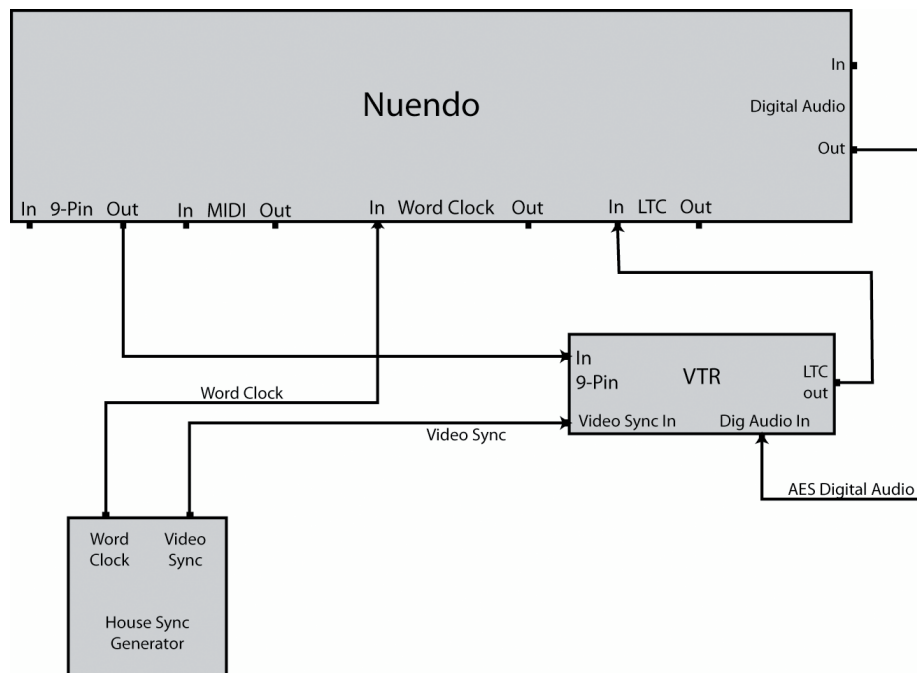 Nuendo
In
Digital Audio
Out
In 9-Pin Out In MIDI Out In Word Clock Out In LTC Out
In
9-Pin
VTR
LTC
out
Video Sync In Dig Audio In
Word Clock
Video Sync
AES Digital Audio
Word
Clock
Video
Sync
House Sync
Generator